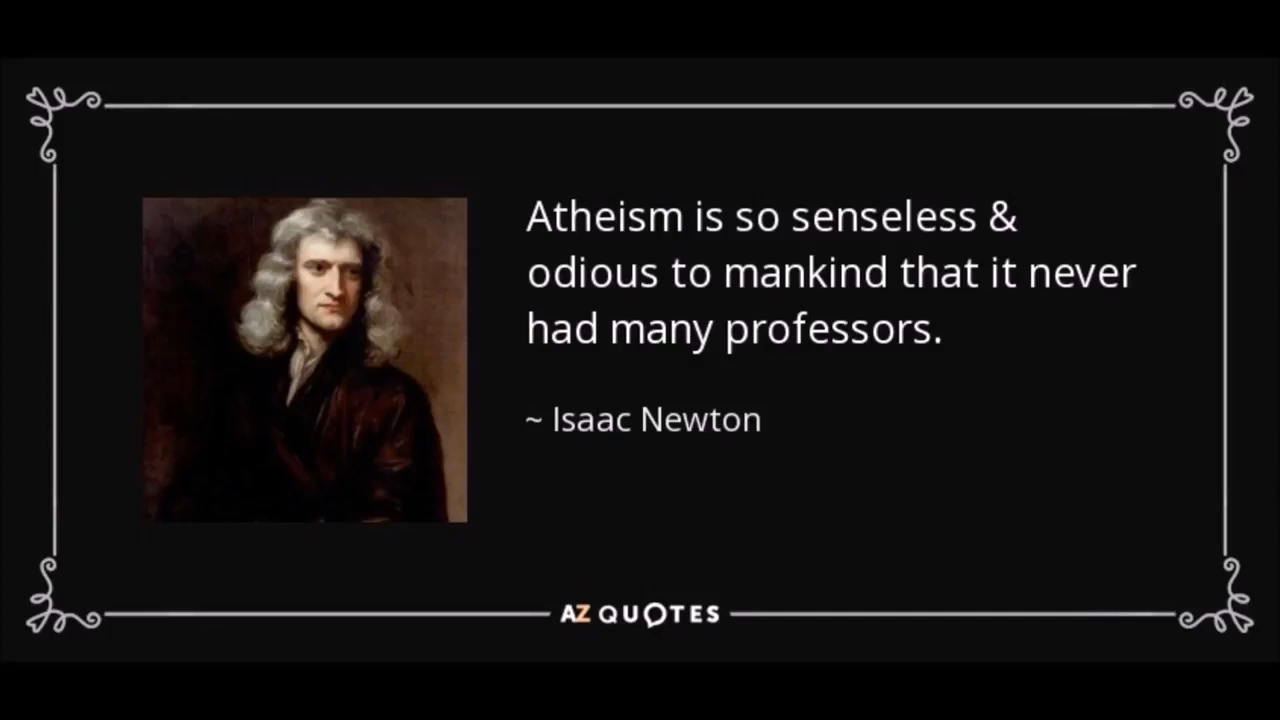 Atheism is so senseless &
odious to mankind that it never
had many professors.
~ Isaac Newton
AZ QUOTES